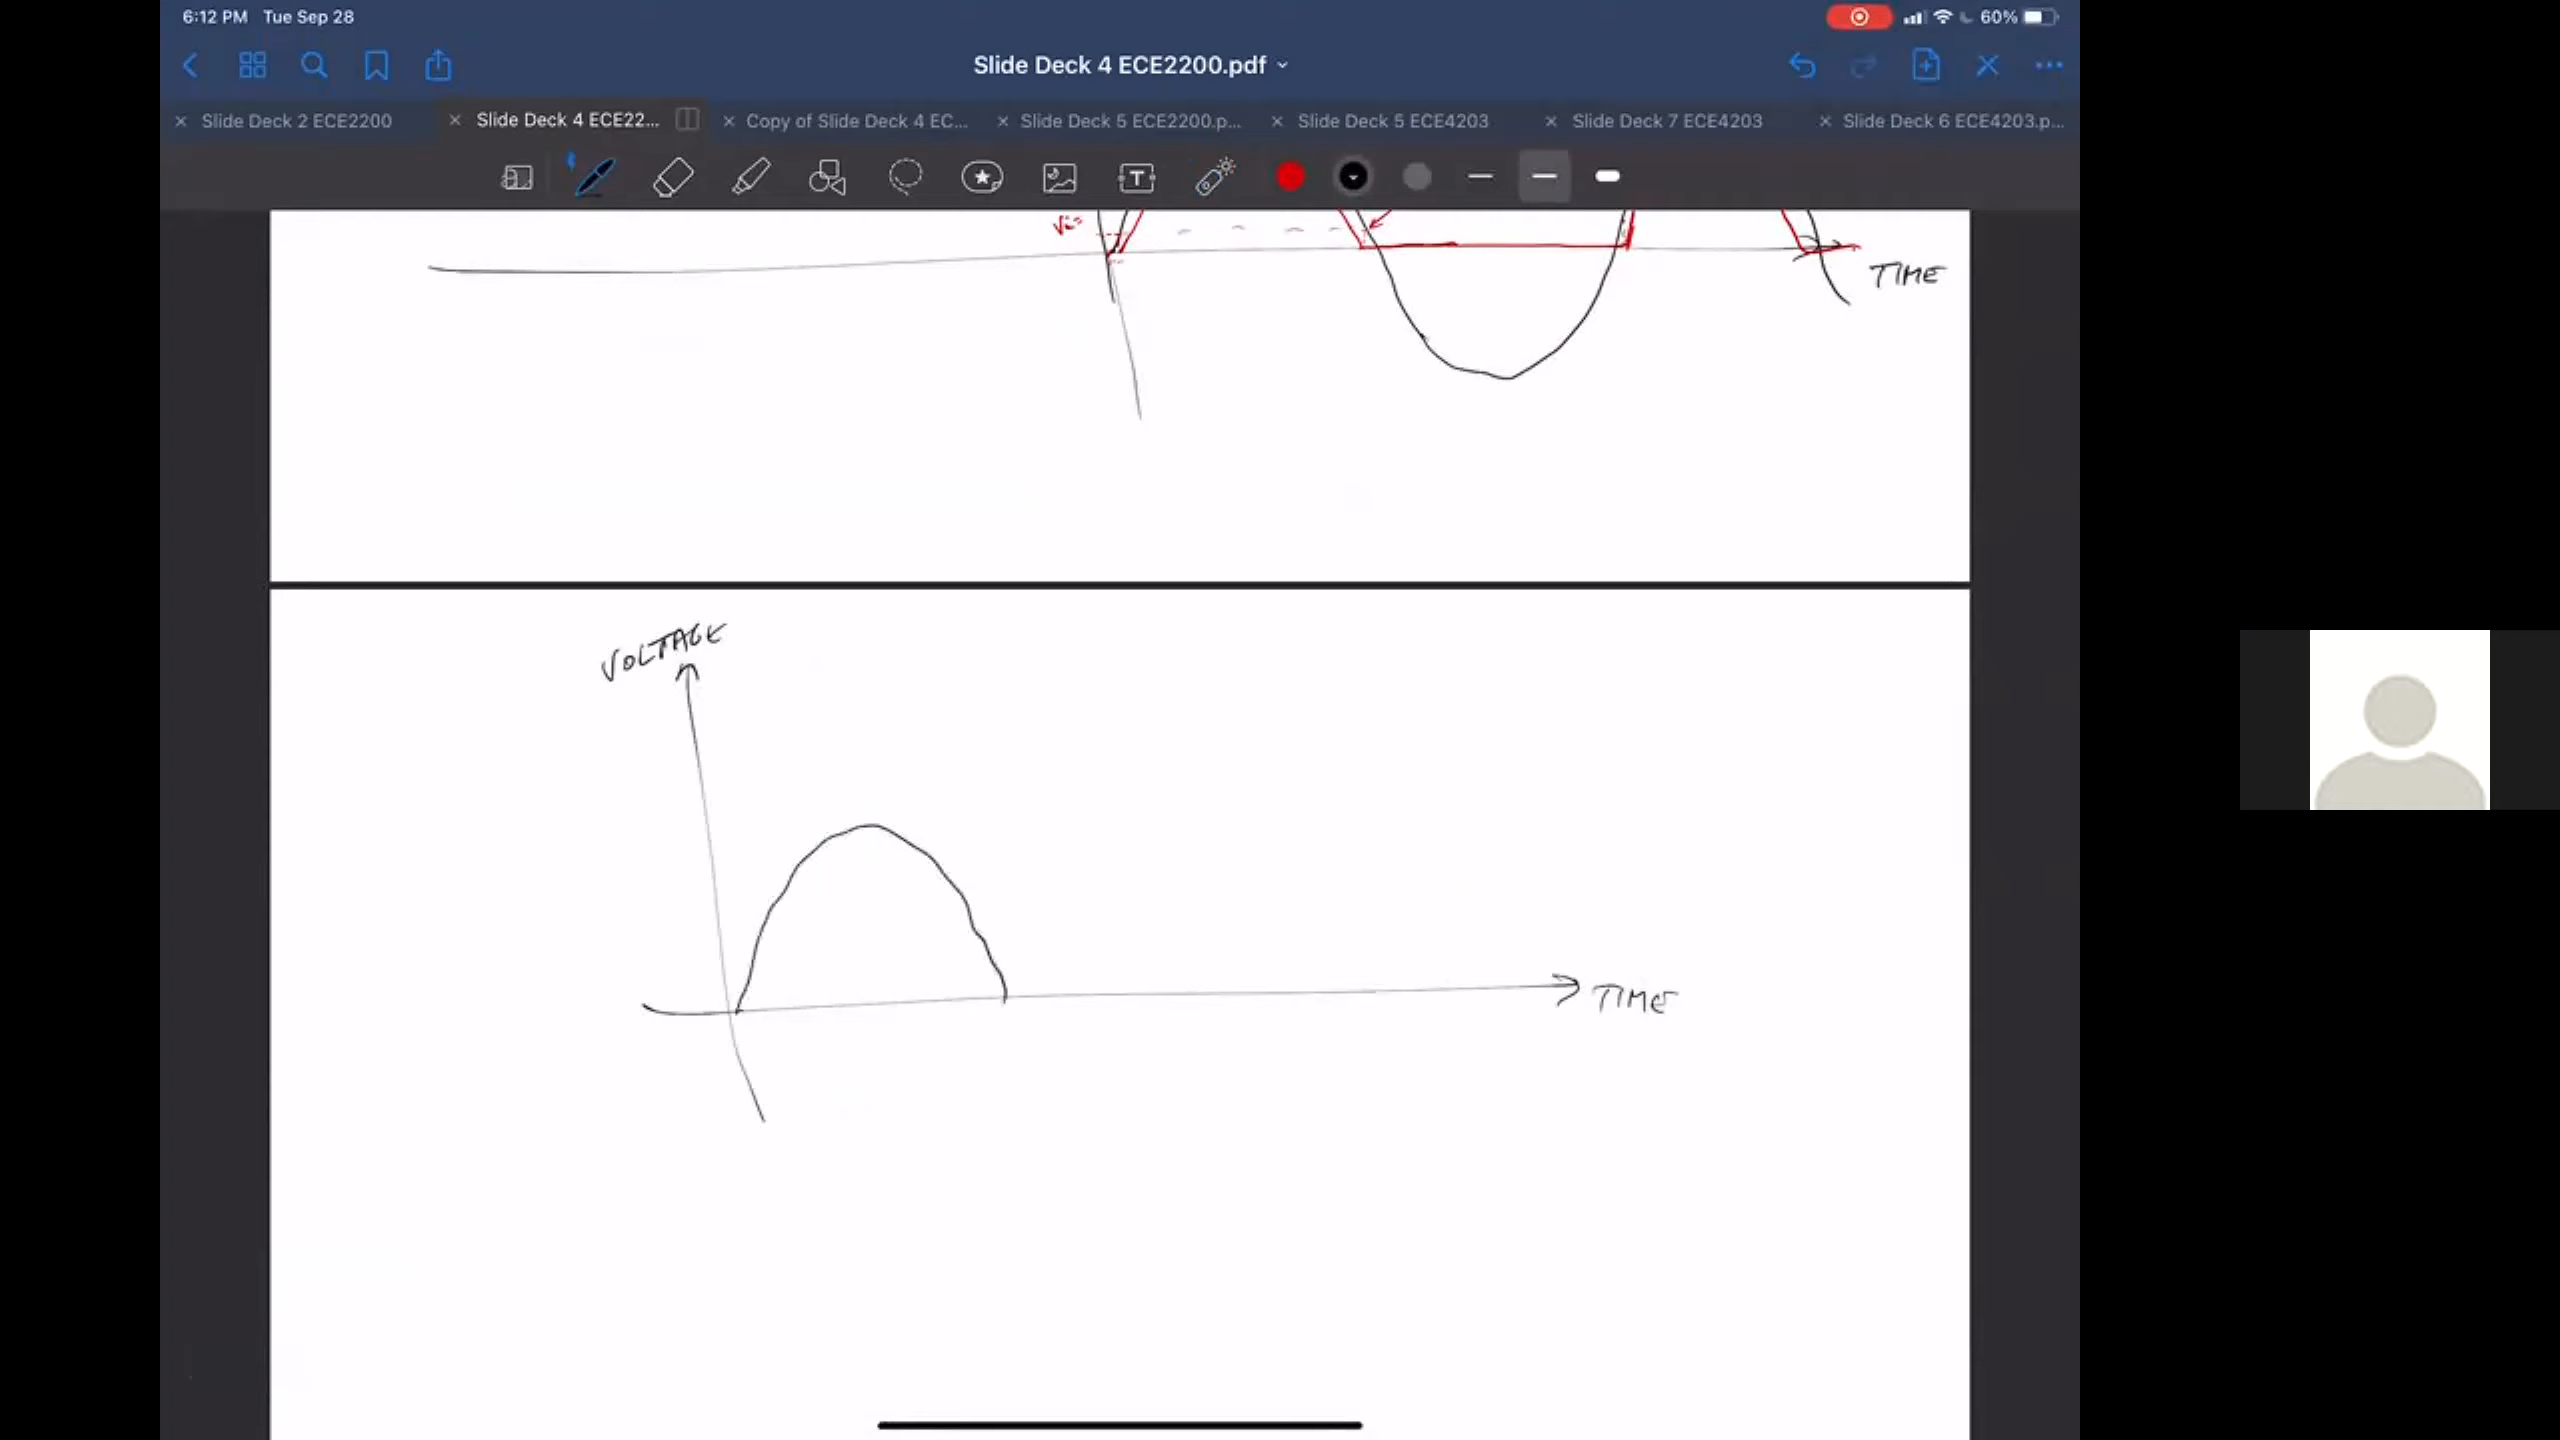 6:12 PM Tue Sep 28
60%
Slide Deck 4 ECE2200.pdf
Slide Deck 2 ECE2200
Slide Deck 4 ECE22...
Copy of Slide Deck 4 EC...
Slide Deck 5 ECE2200.p...
Slide Deck 5 ECE4203
Slide Deck 7 ECE4203
Slide Deck 6 ECE4203.p...
T
TIME
VOLTAGE
TIME